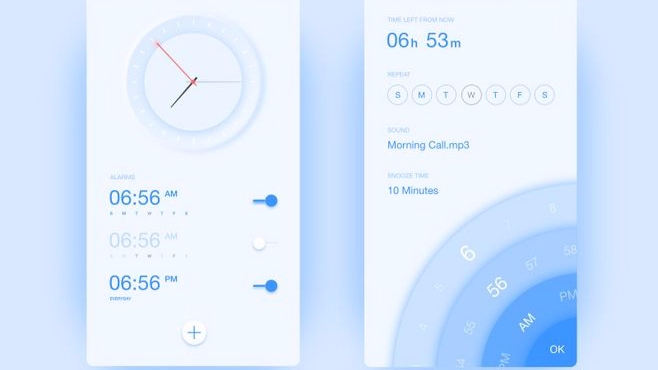 ALARMS
06:56 AM
S M T W T F S
06:56 AM
S M T W T F S
06:56 PM
EVERYDAY
TIME LEFT FROM NOW
06h 53m
REPEAT
S M T W T F S
SOUND
Morning Call.mp3
SNOOZE TIME
10 Minutes
4 5 6 7 8
55 56 57 58
PM AM PM
OK